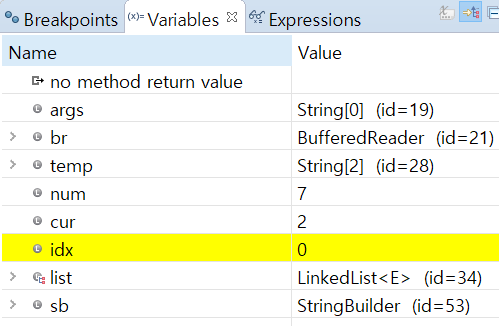 Breakpoints (x)= Variables Expressions
Name Value
no method return value
args String[0] (id=19)
br BufferedReader (id=21)
temp String[2] (id=28)
num 7
cur 2
idx 0
list LinkedList<E> (id=34)
sb StringBuilder (id=53)